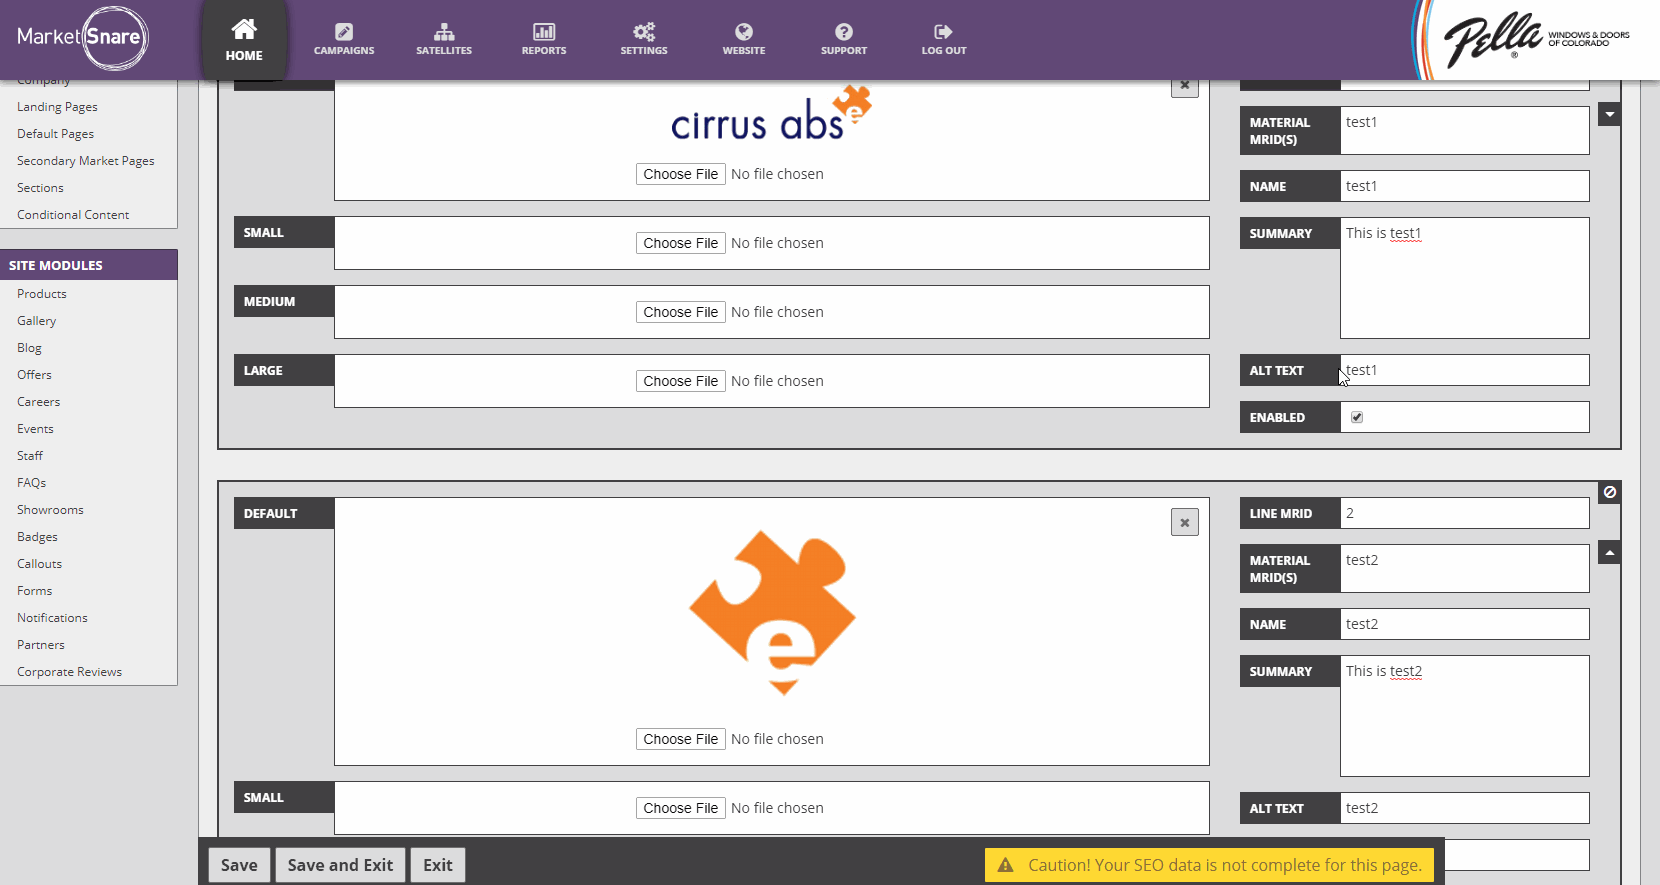 MarketSnare
HOME
CAMPAIGNS
SATELLITES
REPORTS
SETTINGS
WEBSITE
SUPPORT
LOG OUT
Pella
®
WINDOWS & DOORS
OF COLORADO
Company
Landing Pages
Default Pages
Secondary Market Pages
Sections
Conditional Content
SITE MODULES
Products
Gallery
Blog
Offers
Careers
Events
Staff
FAQs
Showrooms
Badges
Callouts
Forms
Notifications
Partners
Corporate Reviews
cirrus abs
e
Choose File No file chosen
SMALL
Choose File No file chosen
MEDIUM
Choose File No file chosen
LARGE
Choose File No file chosen
MATERIAL
MRID(S)
test1
NAME
test1
SUMMARY
This is test1
ALT TEXT
test1
ENABLED
DEFAULT
e
Choose File No file chosen
SMALL
Choose File No file chosen
LINE MRID
2
MATERIAL
MRID(S)
test2
NAME
test2
SUMMARY
This is test2
ALT TEXT
test2
Save
Save and Exit
Exit
Caution! Your SEO data is not complete for this page.